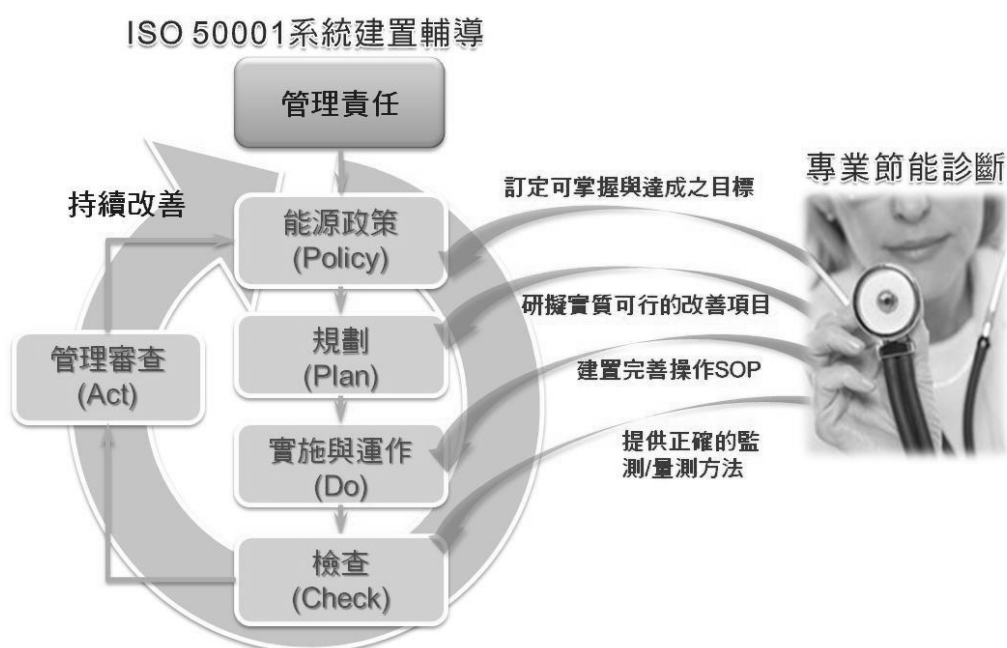 ISO 50001系統建置輔導
管理責任
持續改善
能源政策
(Policy)
規劃
(Plan)
實施與運作
(Do)
檢查
(Check)
管理審查
(Act)
專業節能診斷
訂定可掌握與達成之目標
研擬實質可行的改善項目
建置完善操作SOP
提供正確的監
測/量測方法